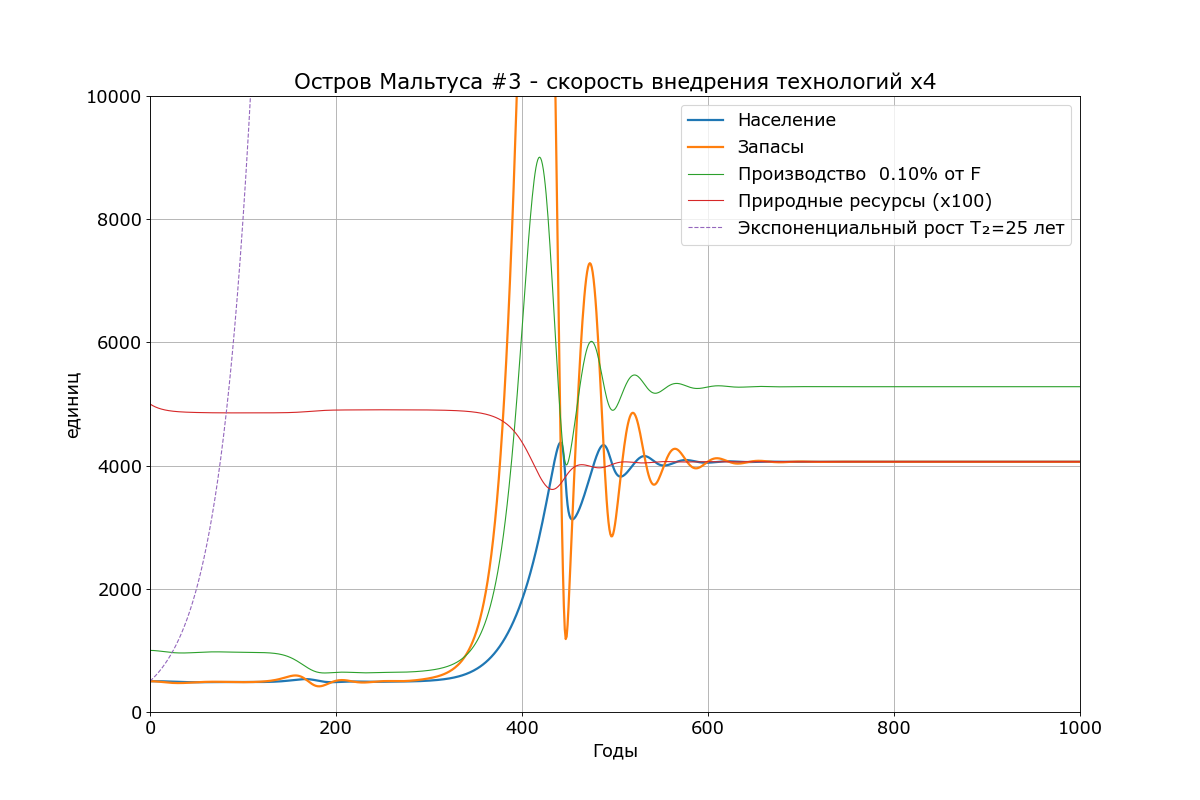 Остров Мальтуса #3 - скорость внедрения технологий x4
10000
8000
6000
4000
2000
0
единиц
Население
Запасы
Производство  0.10% от F
Природные ресурсы (x100)
Экспоненциальный рост T₂=25 лет
0
200
400
600
800
1000
Годы